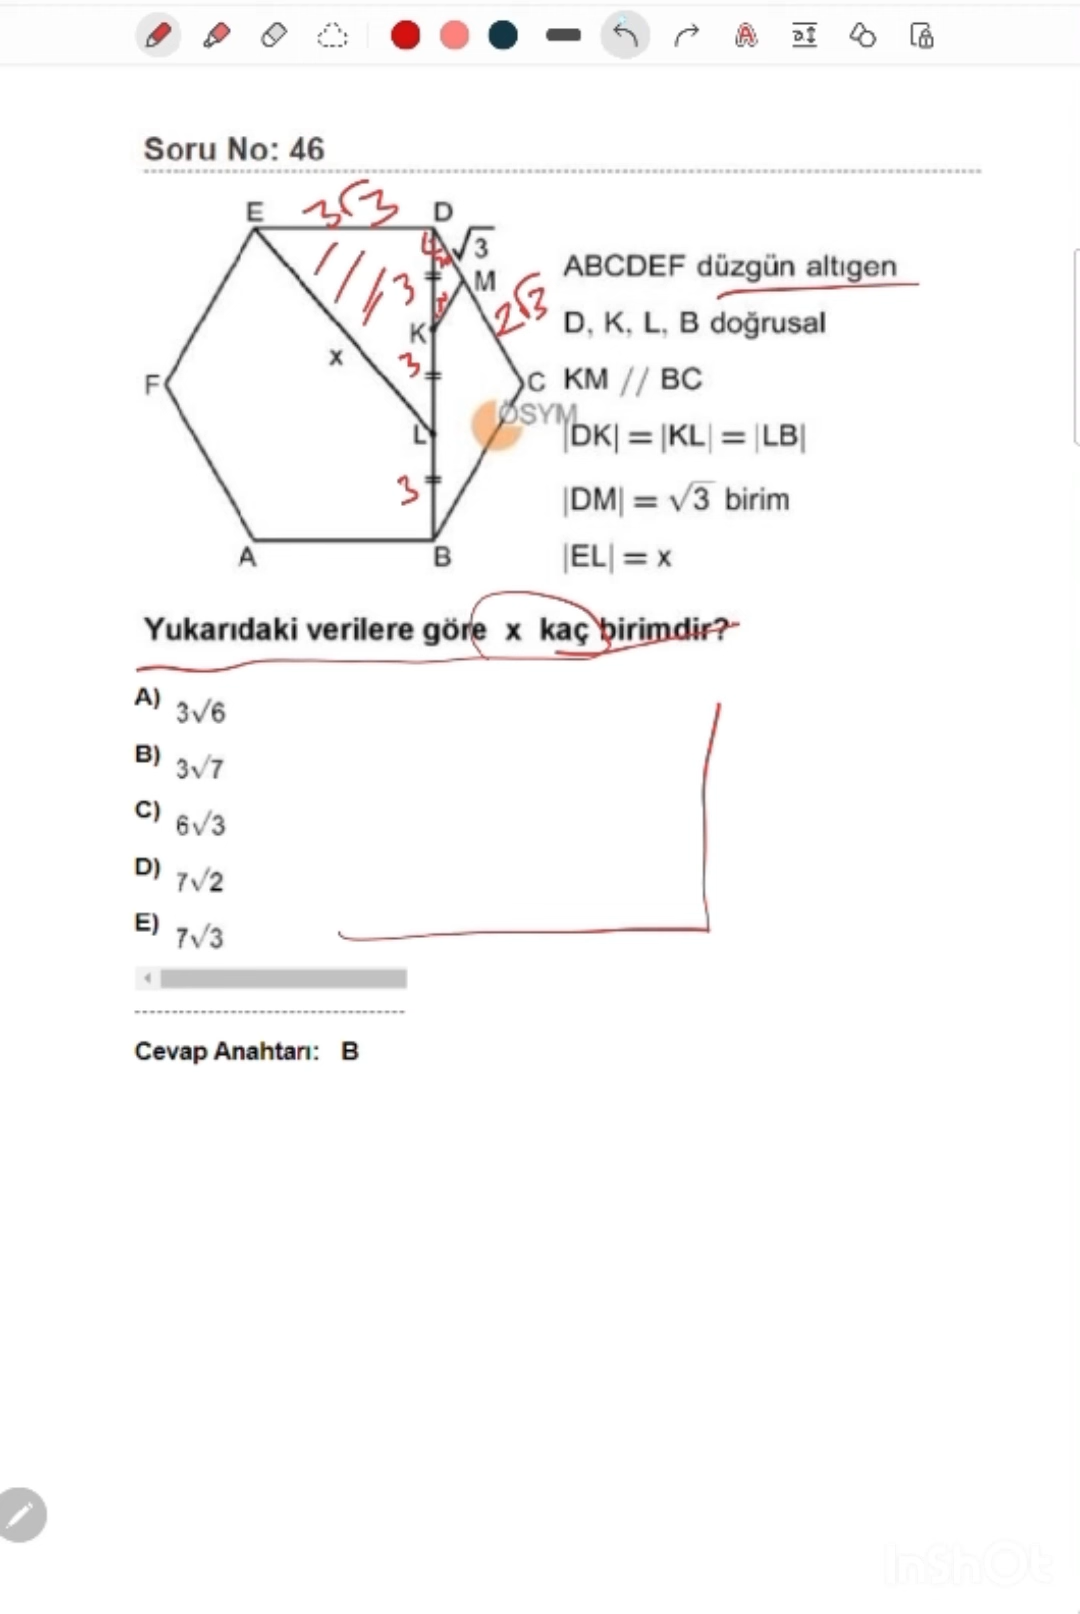 Soru No: 46
E 3√3 D
√3
M
3 2√3
K
x 3
F C
L
3
A B
ÖSYM
ABCDEF düzgün altıgen
D, K, L, B doğrusal
KM // BC
|DK| = |KL| = |LB|
|DM| = √3 birim
|EL| = x
Yukarıdaki verilere göre x kaç birimdir?
A) 3√6
B) 3√7
C) 6√3
D) 7√2
E) 7√3
Cevap Anahtarı: B
InShOt